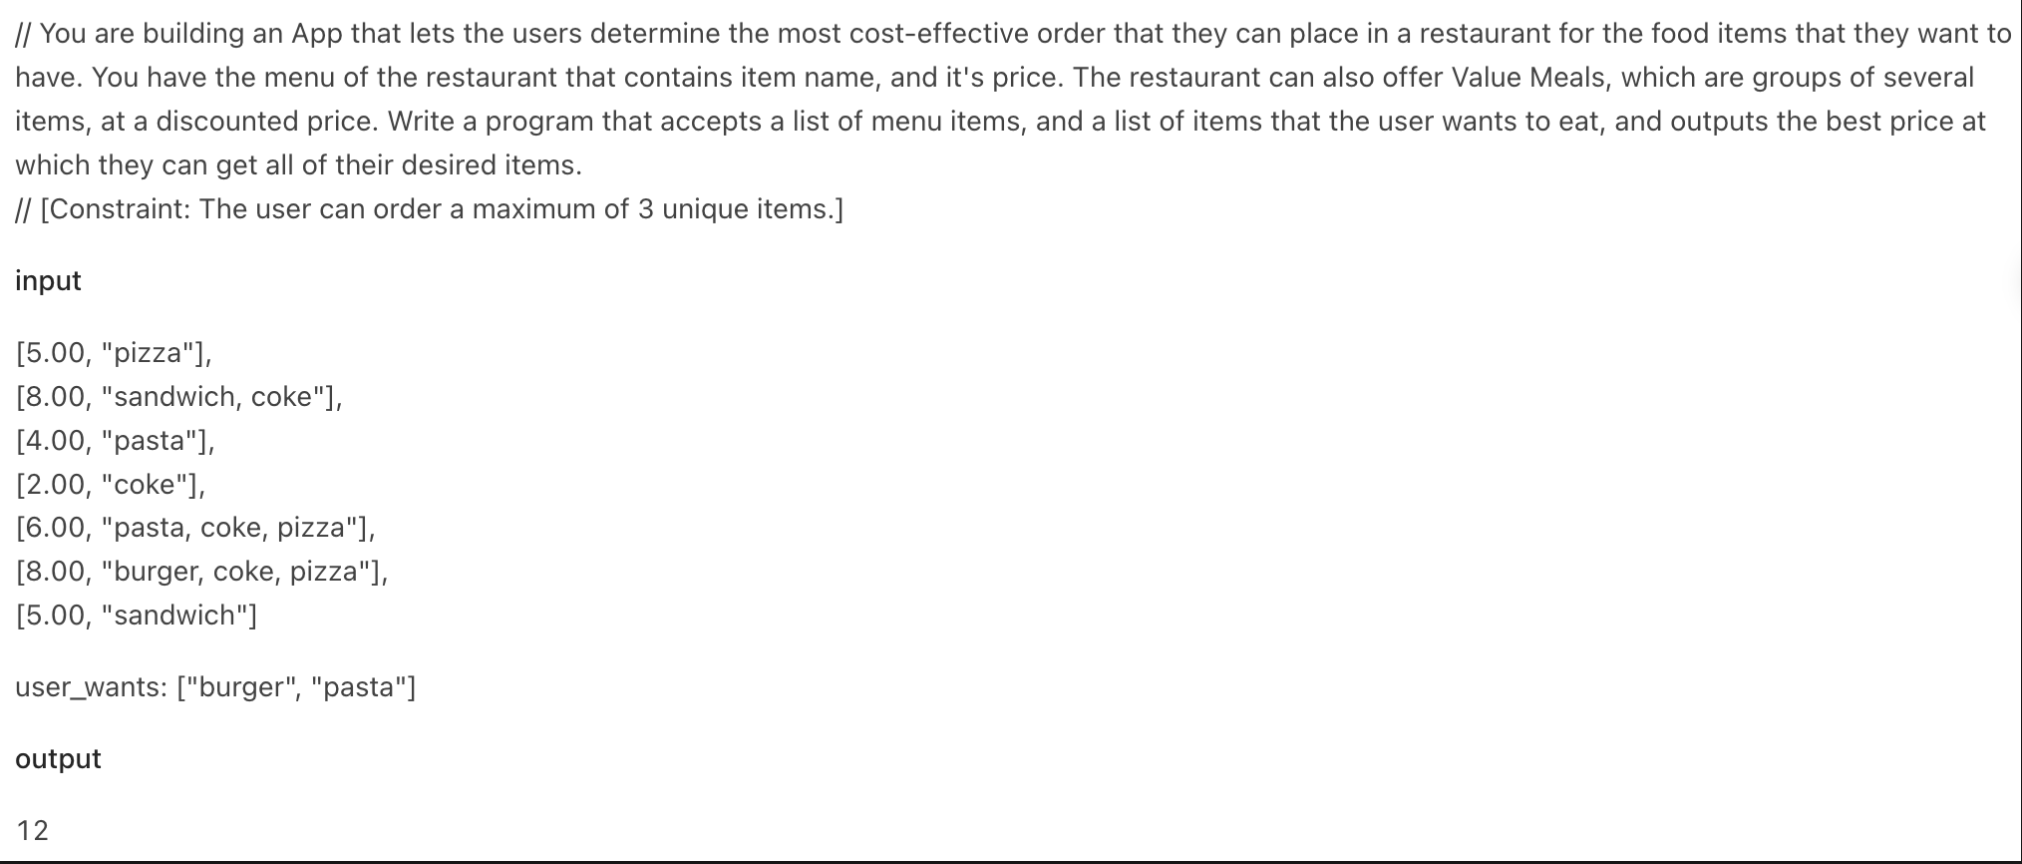 // You are building an App that lets the users determine the most cost-effective order that they can place in a restaurant for the food items that they want to
have. You have the menu of the restaurant that contains item name, and it's price. The restaurant can also offer Value Meals, which are groups of several
items, at a discounted price. Write a program that accepts a list of menu items, and a list of items that the user wants to eat, and outputs the best price at
which they can get all of their desired items.
// [Constraint: The user can order a maximum of 3 unique items.]
input
[5.00, "pizza"],
[8.00, "sandwich, coke"],
[4.00, "pasta"],
[2.00, "coke"],
[6.00, "pasta, coke, pizza"],
[8.00, "burger, coke, pizza"],
[5.00, "sandwich"]
user_wants: ["burger", "pasta"]
output
12